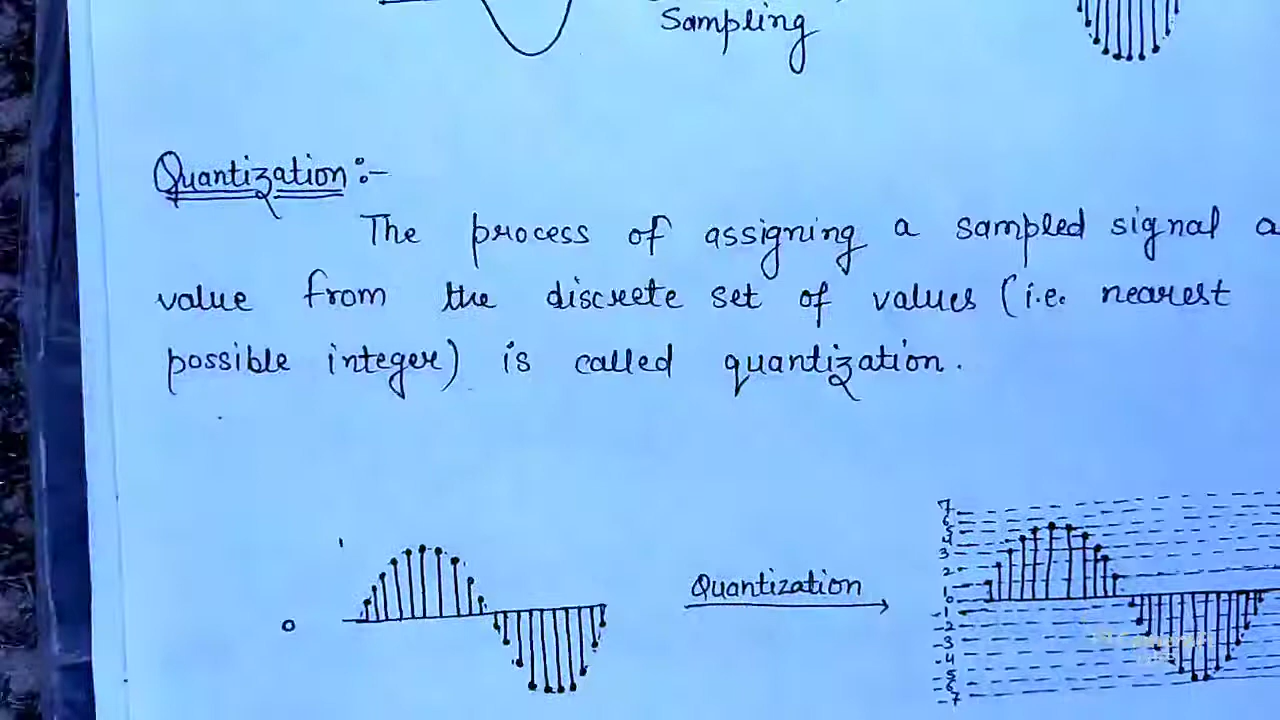 Sampling
Quantization :-
The process of assigning a sampled signal a
value from the discrete set of values (i.e. nearest
possible integer) is called quantization.
0
Quantization
7
6
5
4
3
2
1
0
-1
-2
-3
-4
-5
-6
-7